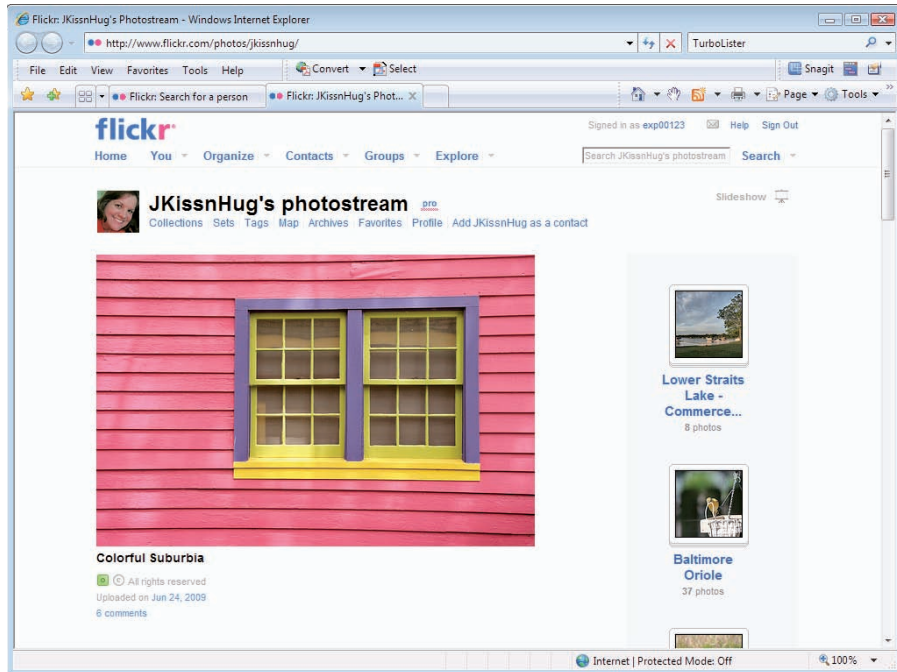 Flickr: JKissnHug's Photostream - Windows Internet Explorer
http://www.flickr.com/photos/jkissnhug/ TurboLister
File Edit View Favorites Tools Help Convert Select Snagit
Flickr: Search for a person Flickr: JKissnHug's Phot... Page Tools
flickr
Signed in as exp00123 Help Sign Out
Home You Organize Contacts Groups Explore Search JKissnHug's photostream Search
JKissnHug's photostream pro Slideshow
Collections Sets Tags Map Archives Favorites Profile Add JKissnHug as a contact
Lower Straits
Lake -
Commerce...
8 photos
Colorful Suburbia
© All rights reserved
Uploaded on Jun 24, 2009
6 comments
Baltimore
Oriole
37 photos
Internet | Protected Mode: Off 100%